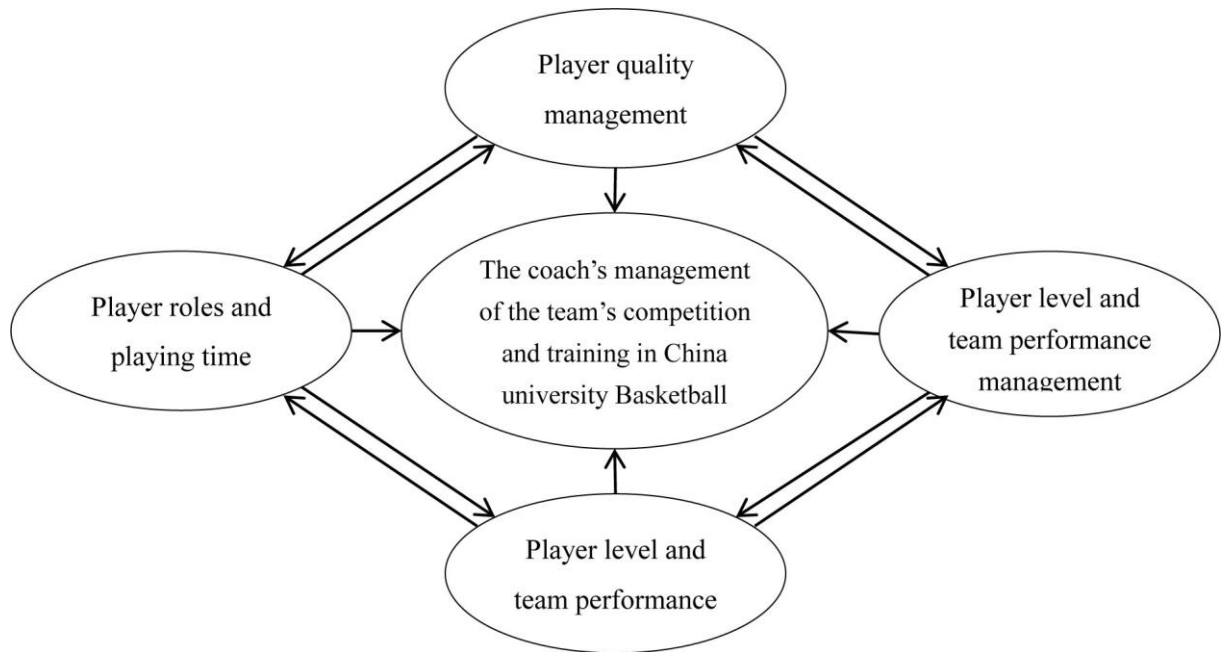 Player quality
management
The coach’s management
of the team’s competition
and training in China
university Basketball
Player roles and
playing time
Player level and
team performance
management
Player level and
team performance